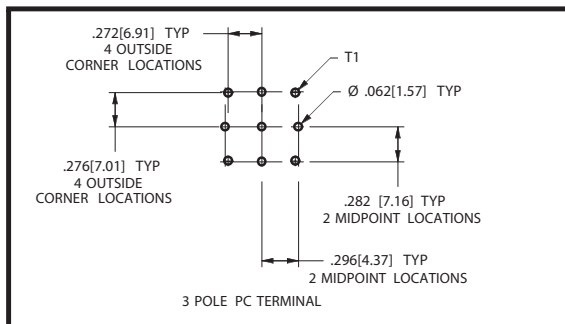 .272[6.91] TYP
4 OUTSIDE
CORNER LOCATIONS
T1
Ø .062[1.57] TYP
.276[7.01] TYP
4 OUTSIDE
CORNER LOCATIONS
.282 [7.16] TYP
2 MIDPOINT LOCATIONS
.296[4.37] TYP
2 MIDPOINT LOCATIONS
3 POLE PC TERMINAL